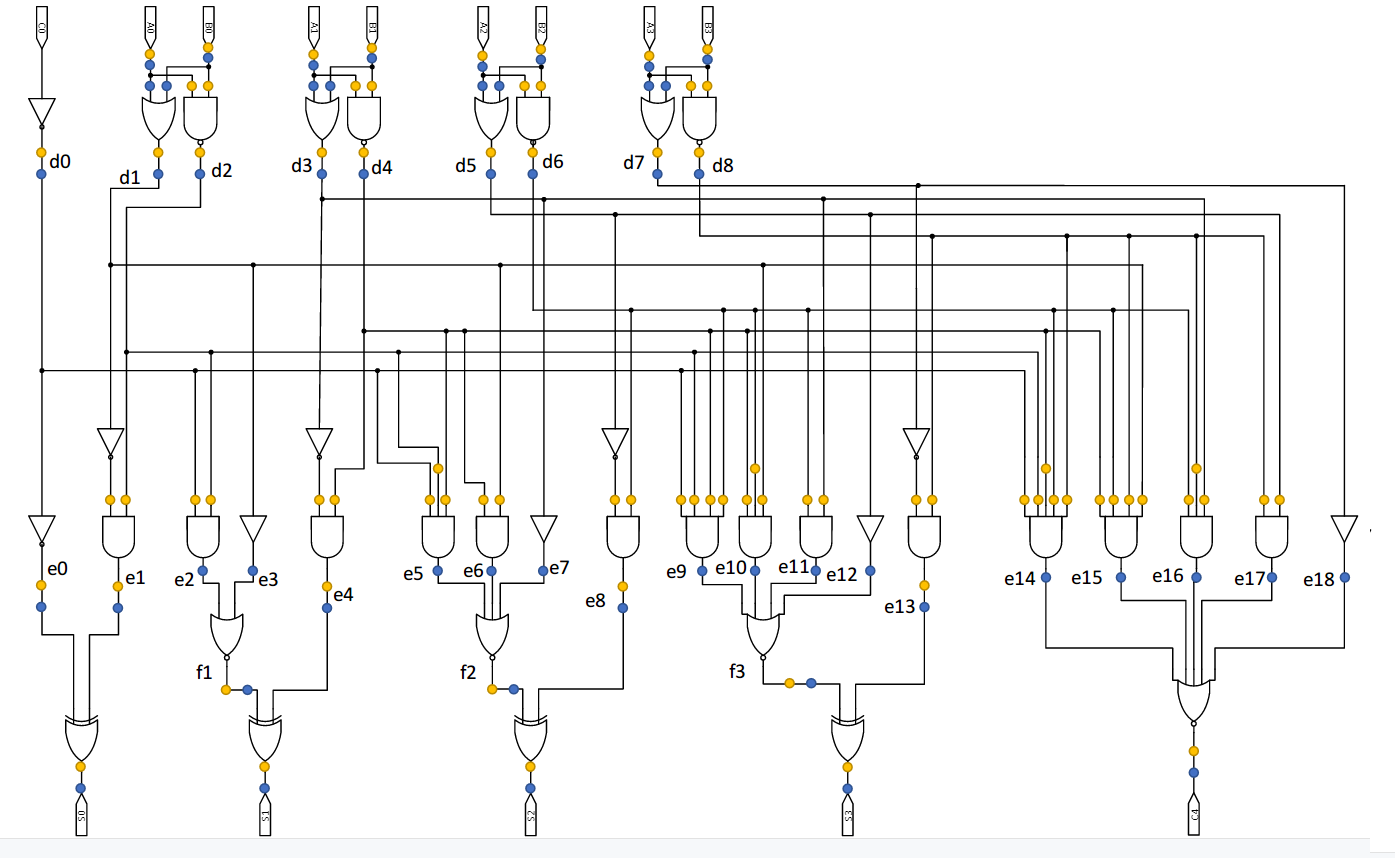 C0 A0 B0 A1 B1 A2 B2 A3 B3
d0 d1 d2 d3 d4 d5 d6 d7 d8
e0 e1 e2 e3 e4 e5 e6 e7 e8 e9 e10 e11 e12 e13 e14 e15 e16 e17 e18
f1 f2 f3
S0 S1 S2 S3 C4